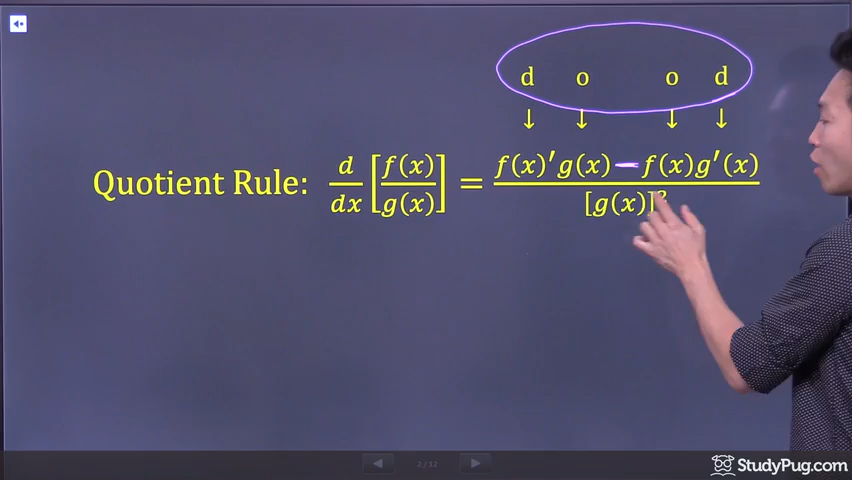 d o o d
↓ ↓ ↓ ↓
Quotient Rule: d/dx [f(x)/g(x)] = f(x)′g(x) − f(x)g′(x) / [g(x)]²
2 / 12
StudyPug.com